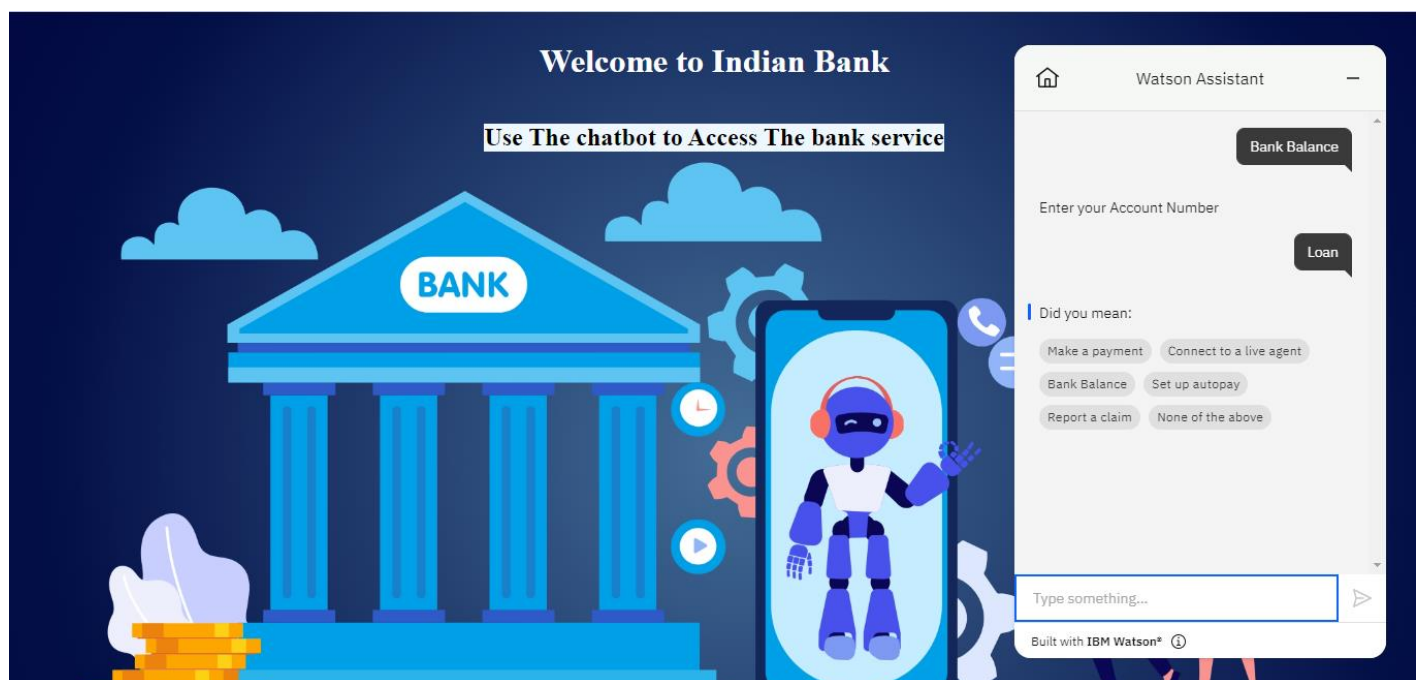 Welcome to Indian Bank
Use The chatbot to Access The bank service
BANK
Watson Assistant
Bank Balance
Enter your Account Number
Loan
Did you mean:
Make a payment
Connect to a live agent
Bank Balance
Set up autopay
Report a claim
None of the above
Type something...
Built with IBM Watson®